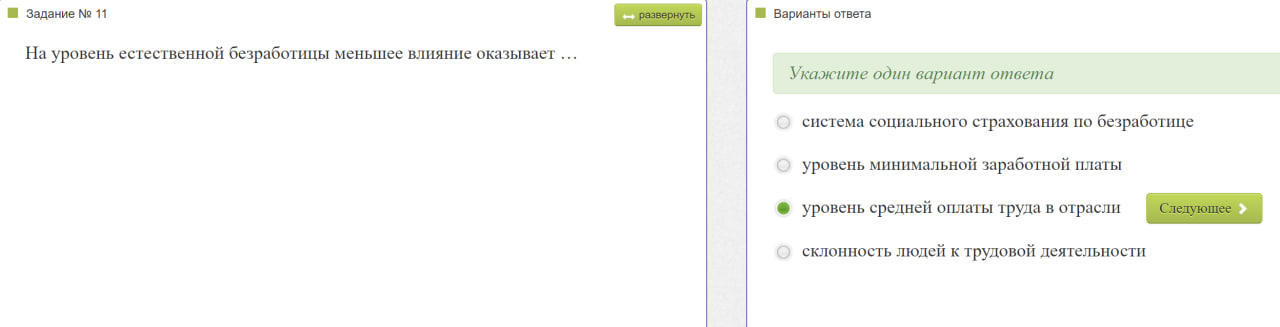 Задание № 11
развернуть
На уровень естественной безработицы меньшее влияние оказывает …
Варианты ответа
Укажите один вариант ответа
система социального страхования по безработице
уровень минимальной заработной платы
уровень средней оплаты труда в отрасли
Следующее
склонность людей к трудовой деятельности